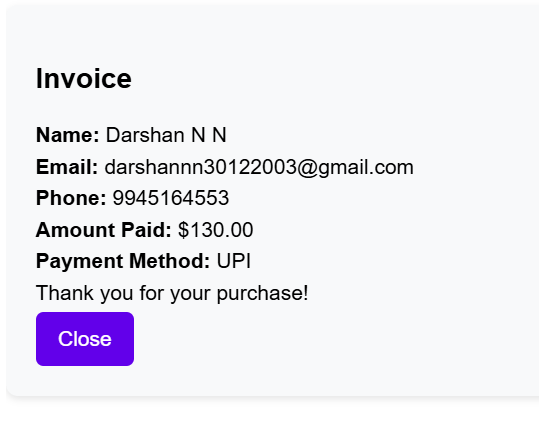 Invoice
Name: Darshan N N
Email: darshannn30122003@gmail.com
Phone: 9945164553
Amount Paid: $130.00
Payment Method: UPI
Thank you for your purchase!
Close